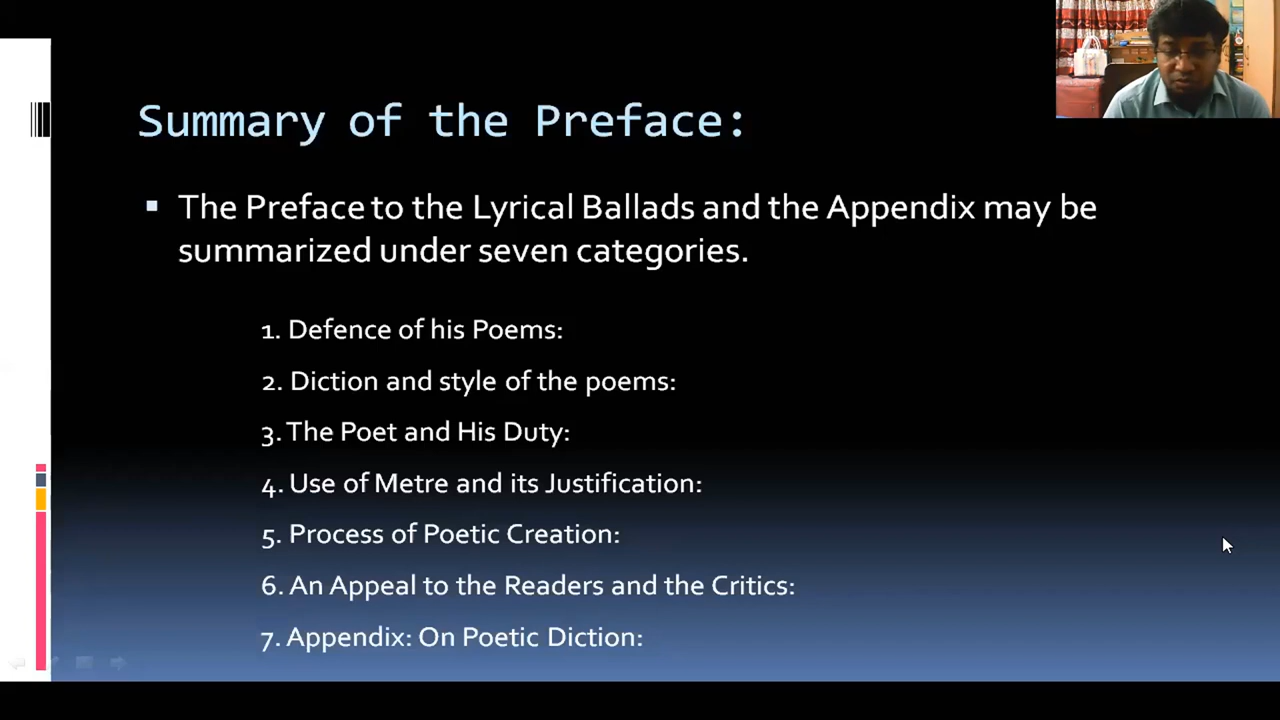 Summary of the Preface:
The Preface to the Lyrical Ballads and the Appendix may be
summarized under seven categories.
1. Defence of his Poems:
2. Diction and style of the poems:
3. The Poet and His Duty:
4. Use of Metre and its Justification:
5. Process of Poetic Creation:
6. An Appeal to the Readers and the Critics:
7. Appendix: On Poetic Diction: